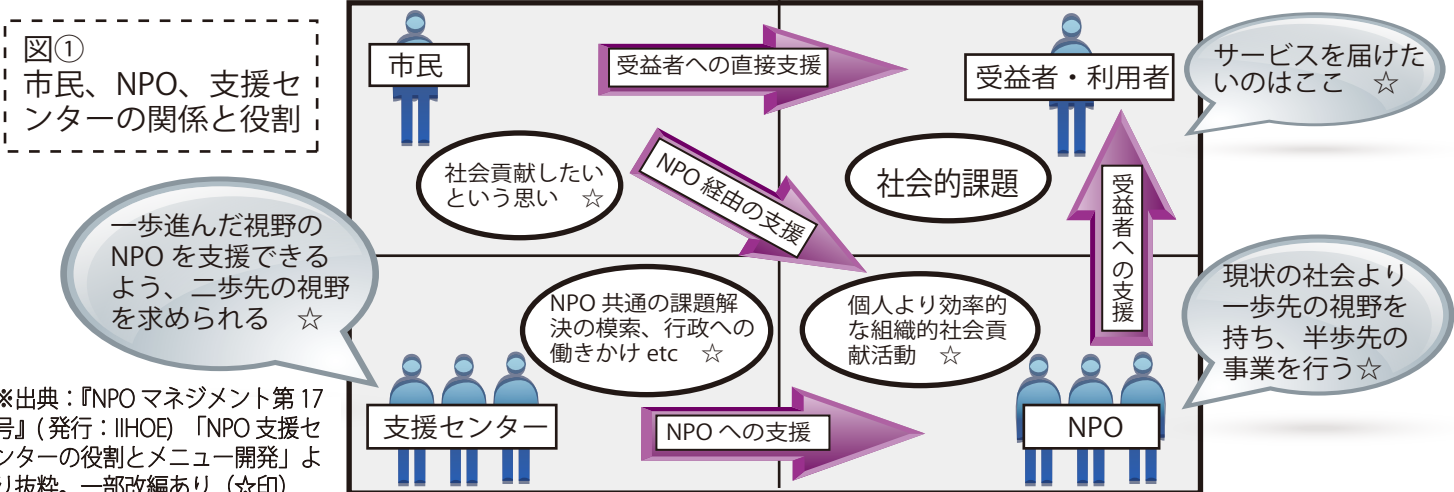 図①
市民、NPO、支援セ
ンターの関係と役割
市民
受益者への直接支援
受益者・利用者
サービスを届けた
いのはここ　☆
社会貢献したい
という思い　☆
NPO 経由の支援
社会的課題
受益者への支援
一歩進んだ視野の
NPO を支援できる
よう、二歩先の視野
を求められる　☆
NPO 共通の課題解
決の模索、行政への
働きかけ etc　☆
個人より効率的
な組織的社会貢
献活動　☆
現状の社会より
一歩先の視野を
持ち、半歩先の
事業を行う☆
支援センター
NPO への支援
NPO
※出典：『NPO マネジメント第 17
号』( 発行：IIHOE) 「NPO 支援セ
ンターの役割とメニュー開発」よ
り抜粋。一部改編あり（☆印）